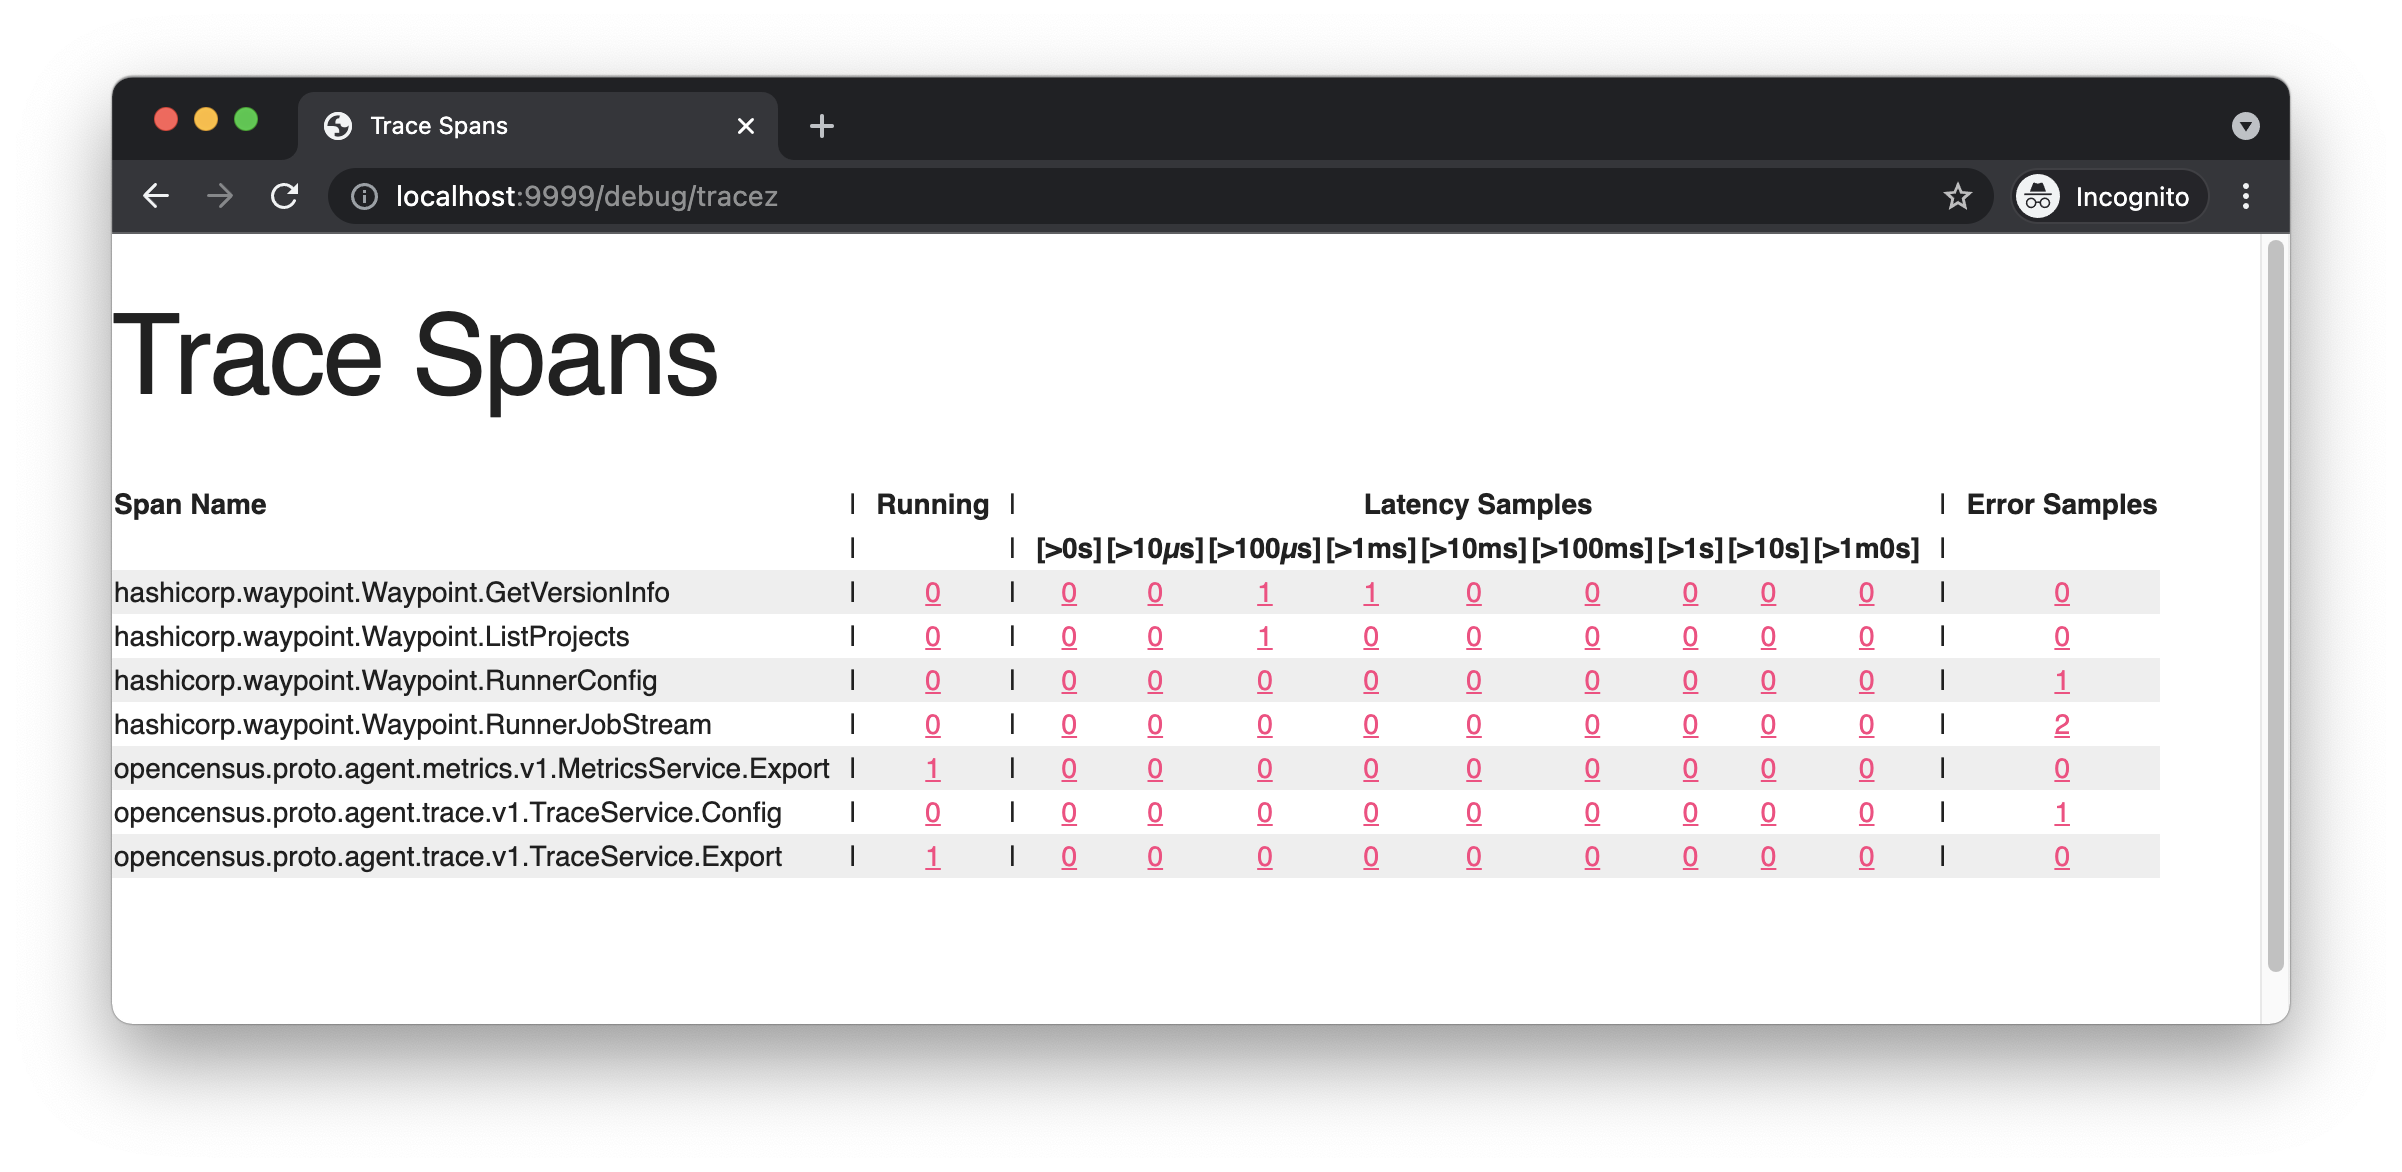 Trace Spans
localhost:9999/debug/tracez
Incognito
Trace Spans
Span Name | Running | Latency Samples | Error Samples
| | [>0s] [>10µs] [>100µs] [>1ms] [>10ms] [>100ms] [>1s] [>10s] [>1m0s] |
hashicorp.waypoint.Waypoint.GetVersionInfo | 0 | 0 0 1 1 0 0 0 0 0 | 0
hashicorp.waypoint.Waypoint.ListProjects | 0 | 0 0 1 0 0 0 0 0 0 | 0
hashicorp.waypoint.Waypoint.RunnerConfig | 0 | 0 0 0 0 0 0 0 0 0 | 1
hashicorp.waypoint.Waypoint.RunnerJobStream | 0 | 0 0 0 0 0 0 0 0 0 | 2
opencensus.proto.agent.metrics.v1.MetricsService.Export | 1 | 0 0 0 0 0 0 0 0 0 | 0
opencensus.proto.agent.trace.v1.TraceService.Config | 0 | 0 0 0 0 0 0 0 0 0 | 1
opencensus.proto.agent.trace.v1.TraceService.Export | 1 | 0 0 0 0 0 0 0 0 0 | 0